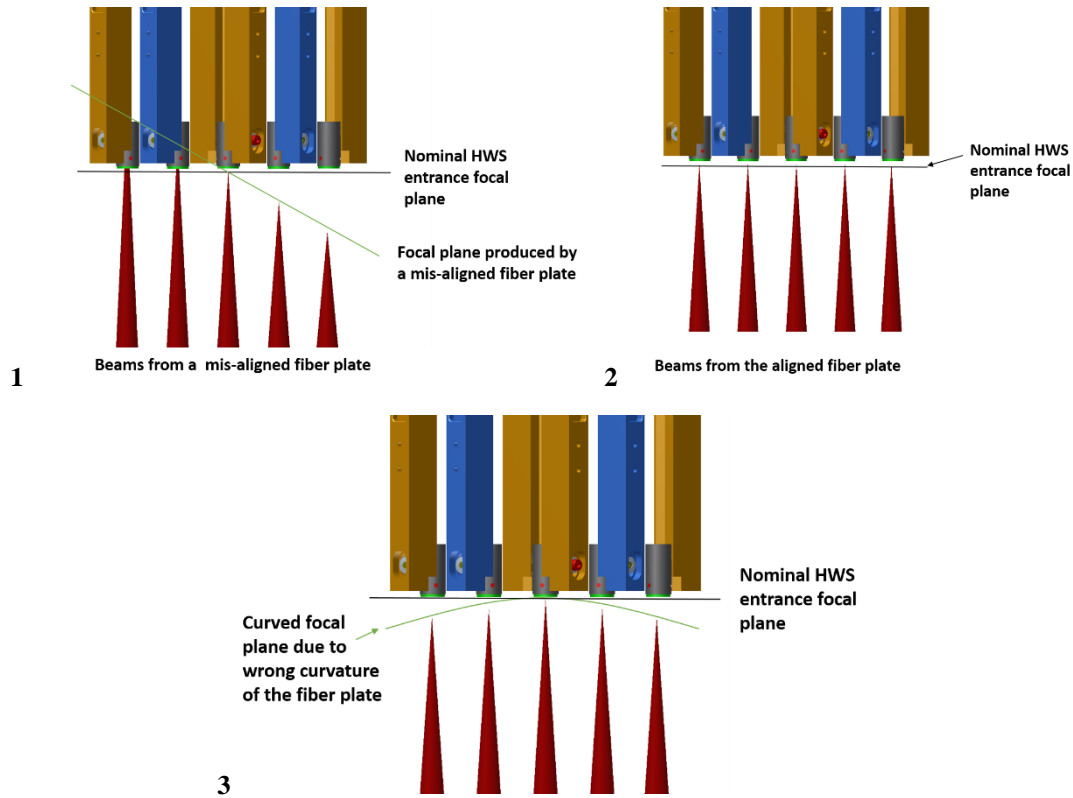 Nominal HWS
entrance focal
plane
Focal plane produced by
a mis-aligned fiber plate
Beams from a mis-aligned fiber plate
1
Nominal HWS
entrance focal
plane
Beams from the aligned fiber plate
2
Nominal HWS
entrance focal
plane
Curved focal
plane due to
wrong curvature
of the fiber plate
3